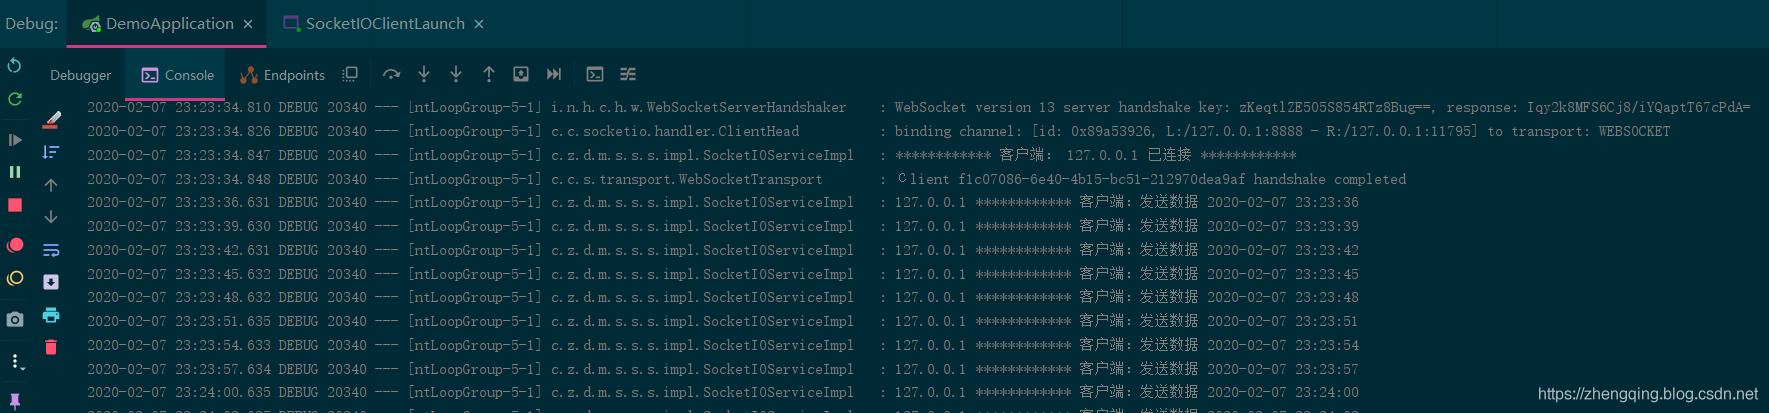 Debug: DemoApplication × SocketIOClientLaunch ×
Debugger Console Endpoints
2020-02-07 23:23:34.810 DEBUG 20340 --- [ntLoopGroup-5-1] i.n.h.c.h.w.WebSocketServerHandshaker : WebSocket version 13 server handshake key: zKeqtlZE505S854RTz8Bug==, response: Iqy2k8MFS6Cj8/iYQaptT67cPdA=
2020-02-07 23:23:34.826 DEBUG 20340 --- [ntLoopGroup-5-1] c.c.socketio.handler.ClientHead : binding channel: [id: 0x89a53926, L:/127.0.0.1:8888 - R:/127.0.0.1:11795] to transport: WEBSOCKET
2020-02-07 23:23:34.847 DEBUG 20340 --- [ntLoopGroup-5-1] c.z.d.m.s.s.s.impl.SocketIOServiceImpl : ************ 客户端： 127.0.0.1 已连接 ************
2020-02-07 23:23:34.848 DEBUG 20340 --- [ntLoopGroup-5-1] c.c.s.transport.WebSocketTransport : Client f1c07086-6e40-4b15-bc51-212970dea9af handshake completed
2020-02-07 23:23:36.631 DEBUG 20340 --- [ntLoopGroup-5-1] c.z.d.m.s.s.s.impl.SocketIOServiceImpl : 127.0.0.1 ************ 客户端：发送数据 2020-02-07 23:23:36
2020-02-07 23:23:39.630 DEBUG 20340 --- [ntLoopGroup-5-1] c.z.d.m.s.s.s.impl.SocketIOServiceImpl : 127.0.0.1 ************ 客户端：发送数据 2020-02-07 23:23:39
2020-02-07 23:23:42.631 DEBUG 20340 --- [ntLoopGroup-5-1] c.z.d.m.s.s.s.impl.SocketIOServiceImpl : 127.0.0.1 ************ 客户端：发送数据 2020-02-07 23:23:42
2020-02-07 23:23:45.632 DEBUG 20340 --- [ntLoopGroup-5-1] c.z.d.m.s.s.s.impl.SocketIOServiceImpl : 127.0.0.1 ************ 客户端：发送数据 2020-02-07 23:23:45
2020-02-07 23:23:48.632 DEBUG 20340 --- [ntLoopGroup-5-1] c.z.d.m.s.s.s.impl.SocketIOServiceImpl : 127.0.0.1 ************ 客户端：发送数据 2020-02-07 23:23:48
2020-02-07 23:23:51.635 DEBUG 20340 --- [ntLoopGroup-5-1] c.z.d.m.s.s.s.impl.SocketIOServiceImpl : 127.0.0.1 ************ 客户端：发送数据 2020-02-07 23:23:51
2020-02-07 23:23:54.633 DEBUG 20340 --- [ntLoopGroup-5-1] c.z.d.m.s.s.s.impl.SocketIOServiceImpl : 127.0.0.1 ************ 客户端：发送数据 2020-02-07 23:23:54
2020-02-07 23:23:57.634 DEBUG 20340 --- [ntLoopGroup-5-1] c.z.d.m.s.s.s.impl.SocketIOServiceImpl : 127.0.0.1 ************ 客户端：发送数据 2020-02-07 23:23:57
2020-02-07 23:24:00.635 DEBUG 20340 --- [ntLoopGroup-5-1] c.z.d.m.s.s.s.impl.SocketIOServiceImpl : 127.0.0.1 ************ 客户端：发送数据 2020-02-07 23:24:00
https://zhengqing.blog.csdn.net